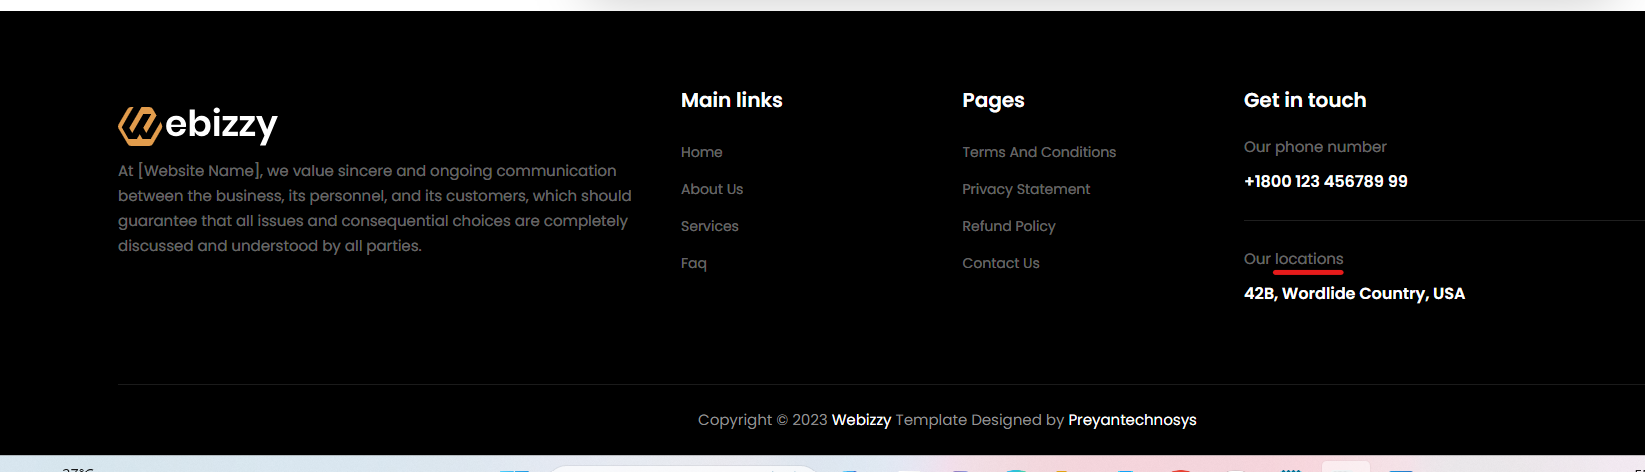 Webizzy
At [Website Name], we value sincere and ongoing communication
between the business, its personnel, and its customers, which should
guarantee that all issues and consequential choices are completely
discussed and understood by all parties.
Main links
Home
About Us
Services
Faq
Pages
Terms And Conditions
Privacy Statement
Refund Policy
Contact Us
Get in touch
Our phone number
+1800 123 456789 99
Our locations
42B, Wordlide Country, USA
Copyright © 2023 Webizzy Template Designed by Preyantechnosys